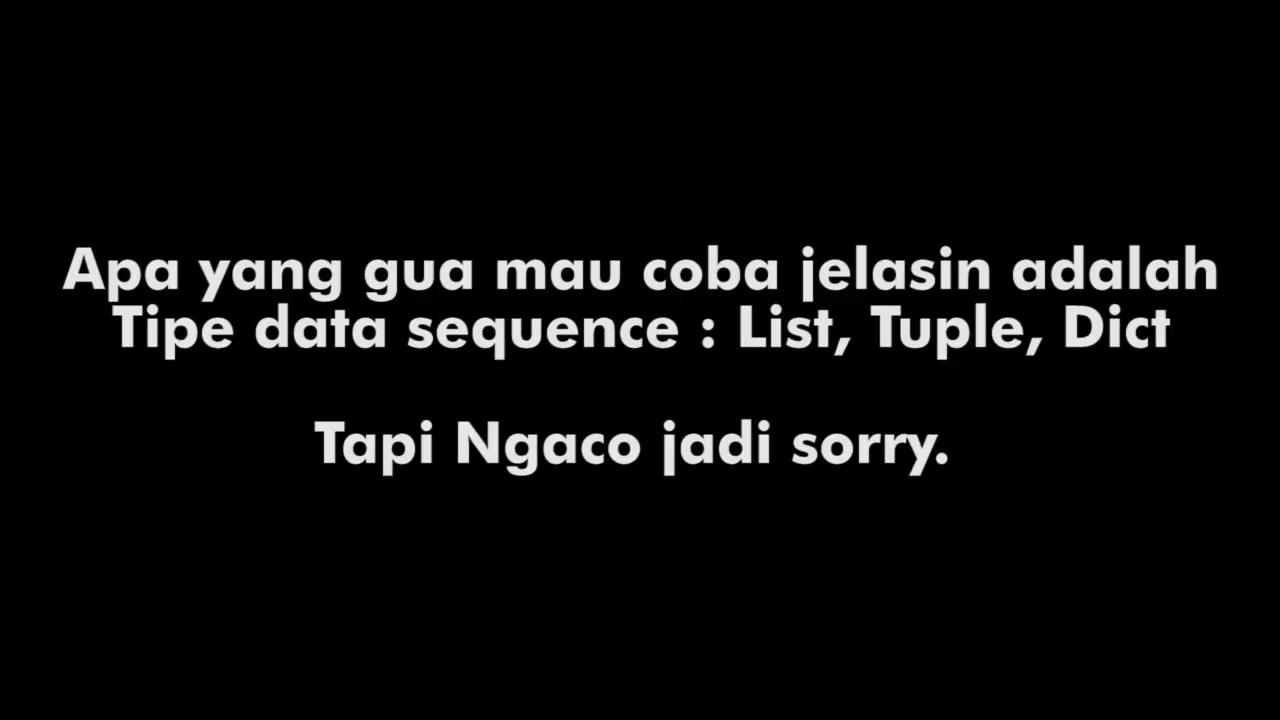 Apa yang gua mau coba jelasin adalah
Tipe data sequence : List, Tuple, Dict
Tapi Ngaco jadi sorry.